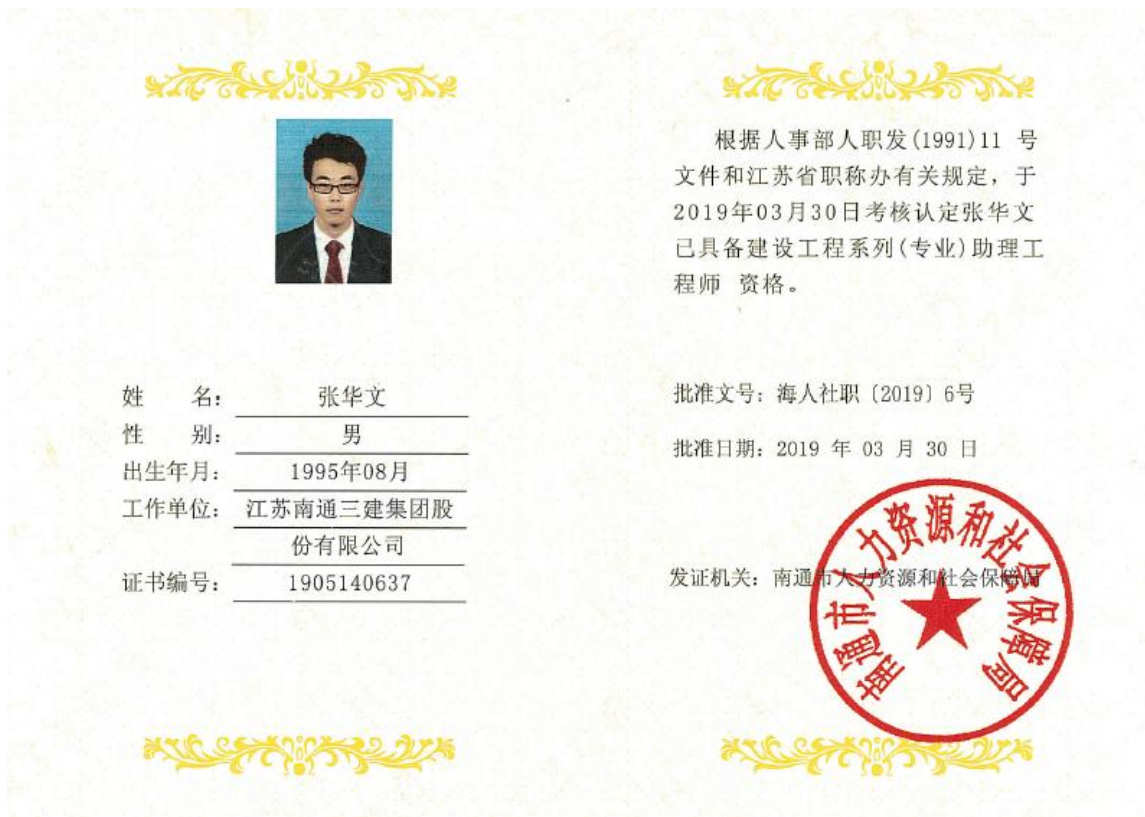 姓　　名：张华文
性　　别：男
出生年月：1995年08月
工作单位：江苏南通三建集团股
份有限公司
证书编号：1905140637
根据人事部人职发(1991)11 号
文件和江苏省职称办有关规定，于
2019年03月30日考核认定张华文
已具备建设工程系列(专业)助理工
程师 资格。
批准文号：海人社职〔2019〕6号
批准日期：2019 年 03 月 30 日
发证机关：南通市人力资源和社会保障局
南通市人力资源和社会保障局